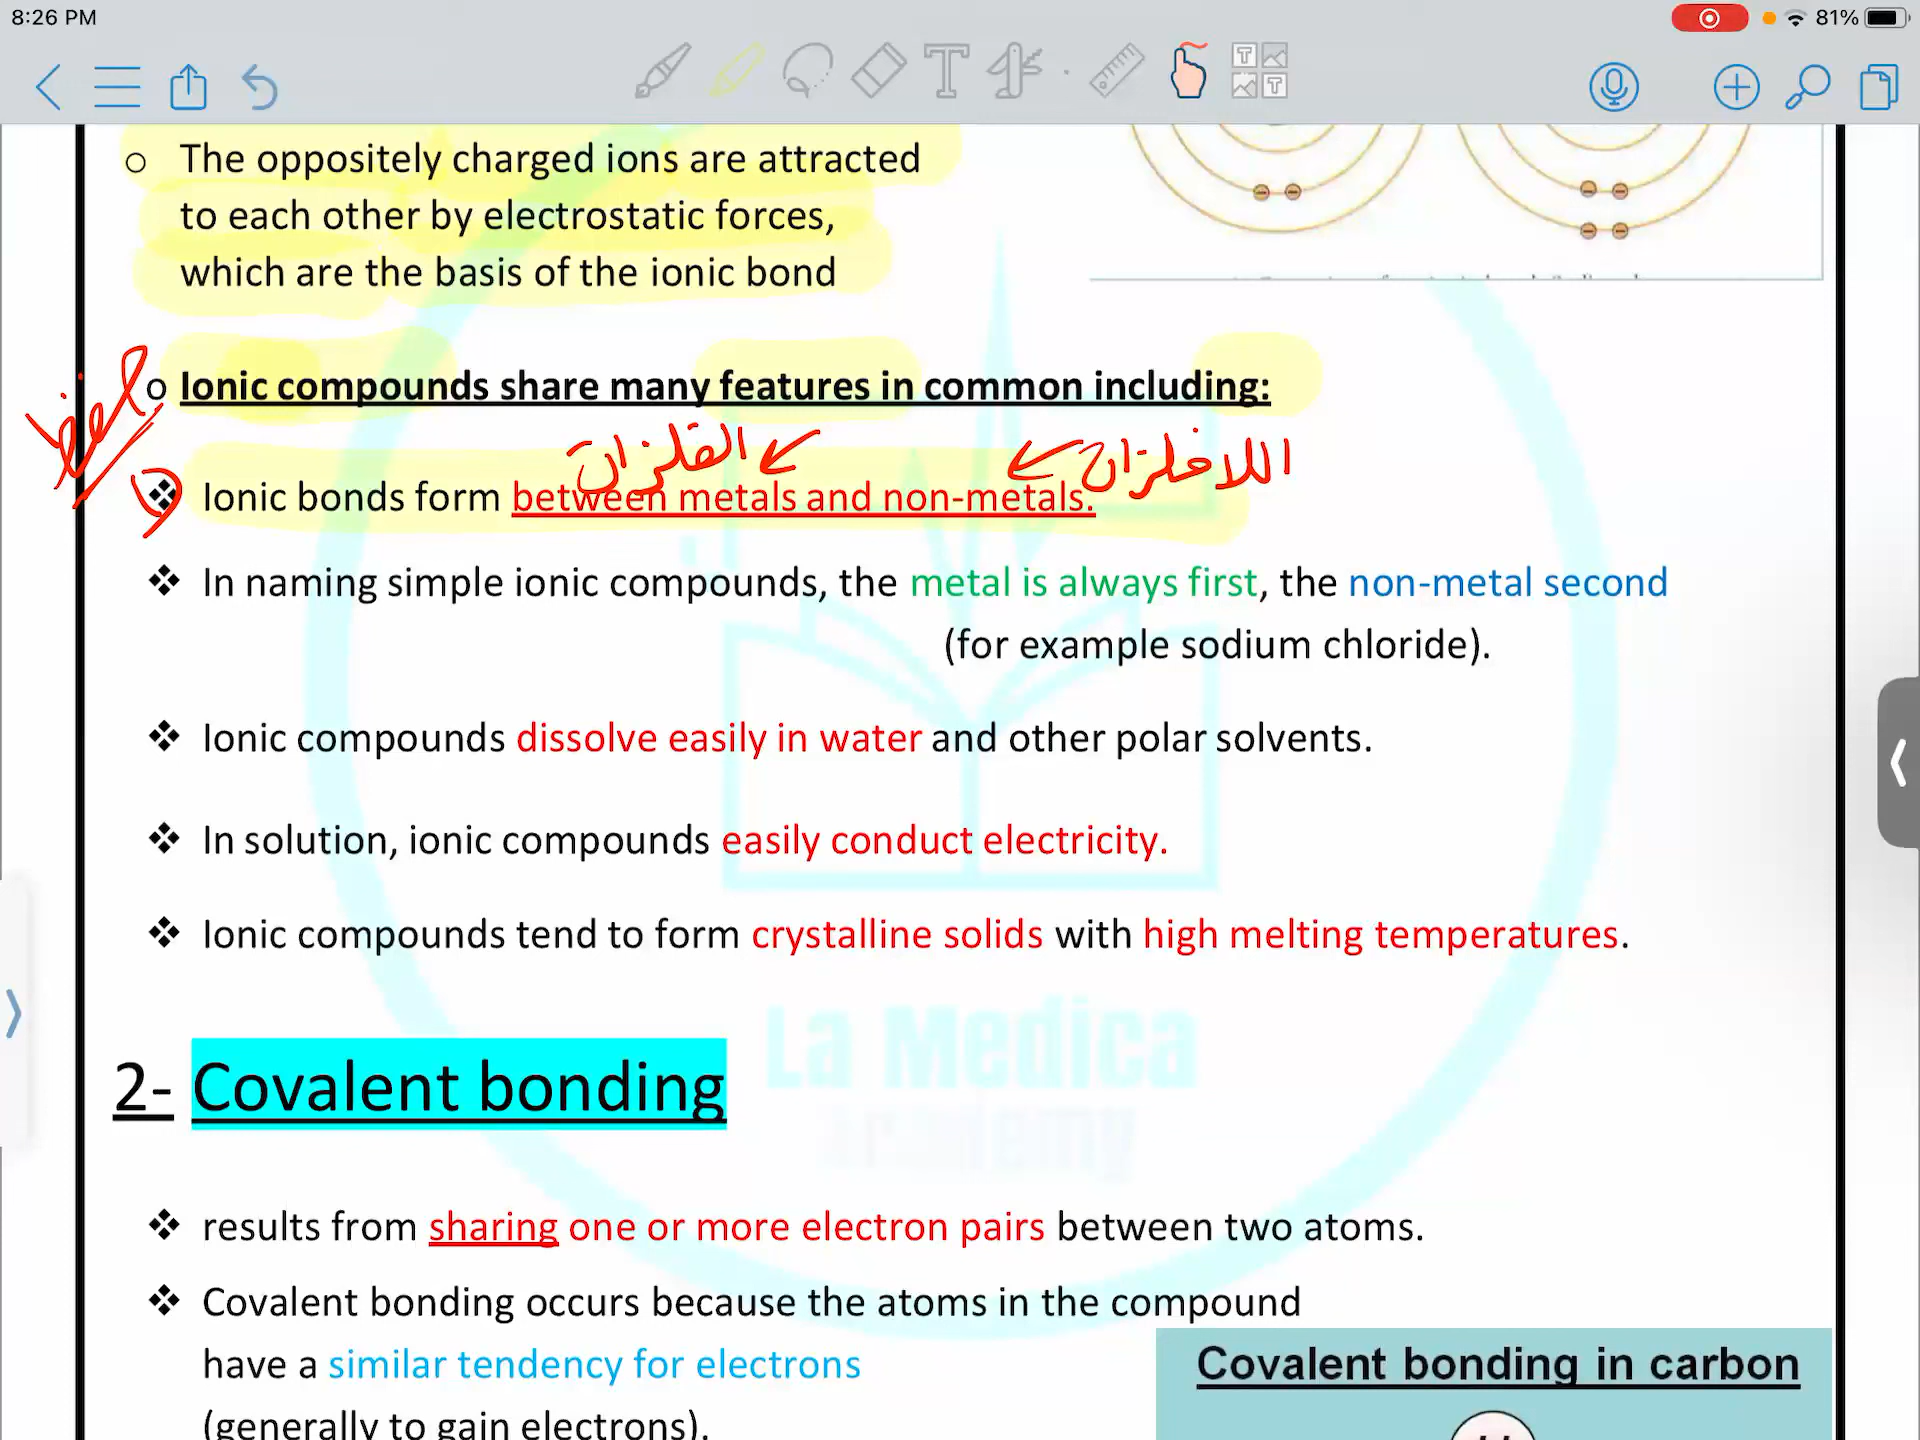 8:26 PM
81%
o The oppositely charged ions are attracted
to each other by electrostatic forces,
which are the basis of the ionic bond
o Ionic compounds share many features in common including:
الفلزات
اللافلزات
❖ Ionic bonds form between metals and non-metals.
❖ In naming simple ionic compounds, the metal is always first, the non-metal second
(for example sodium chloride).
❖ Ionic compounds dissolve easily in water and other polar solvents.
❖ In solution, ionic compounds easily conduct electricity.
❖ Ionic compounds tend to form crystalline solids with high melting temperatures.
La Medica
Academy
2- Covalent bonding
❖ results from sharing one or more electron pairs between two atoms.
❖ Covalent bonding occurs because the atoms in the compound
have a similar tendency for electrons
(generally to gain electrons).
Covalent bonding in carbon